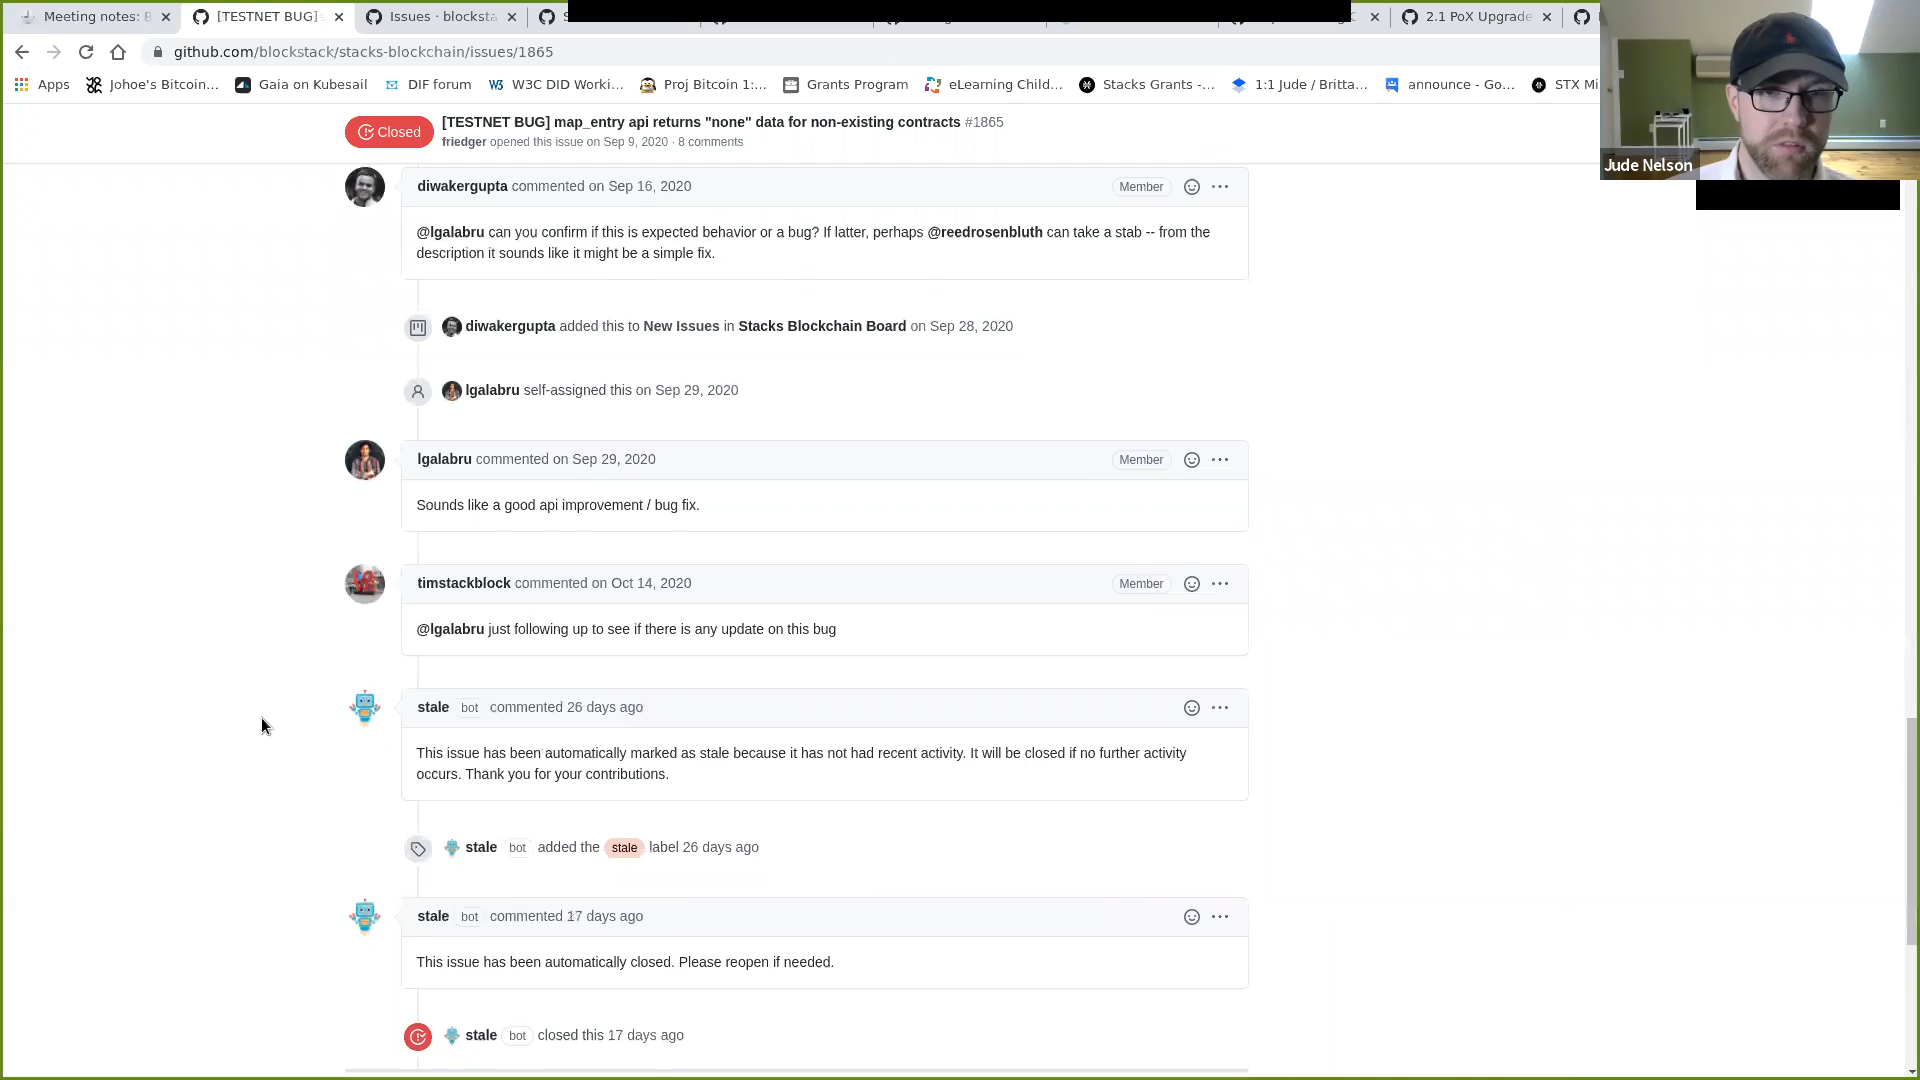 Meeting notes: B
[TESTNET BUG]
Issues · blocksta
2.1 PoX Upgrade
github.com/blockstack/stacks-blockchain/issues/1865
Apps
Johoe's Bitcoin...
Gaia on Kubesail
DIF forum
W3C DID Worki...
Proj Bitcoin 1:...
Grants Program
eLearning Child...
Stacks Grants -...
1:1 Jude / Britta...
announce - Go...
STX Mi
Jude Nelson
Closed
[TESTNET BUG] map_entry api returns "none" data for non-existing contracts #1865
friedger opened this issue on Sep 9, 2020 · 8 comments
diwakergupta commented on Sep 16, 2020
Member
@lgalabru can you confirm if this is expected behavior or a bug? If latter, perhaps @reedrosenbluth can take a stab -- from the
description it sounds like it might be a simple fix.
diwakergupta added this to New Issues in Stacks Blockchain Board on Sep 28, 2020
lgalabru self-assigned this on Sep 29, 2020
lgalabru commented on Sep 29, 2020
Member
Sounds like a good api improvement / bug fix.
timstackblock commented on Oct 14, 2020
Member
@lgalabru just following up to see if there is any update on this bug
stale bot commented 26 days ago
This issue has been automatically marked as stale because it has not had recent activity. It will be closed if no further activity
occurs. Thank you for your contributions.
stale bot added the stale label 26 days ago
stale bot commented 17 days ago
This issue has been automatically closed. Please reopen if needed.
stale bot closed this 17 days ago